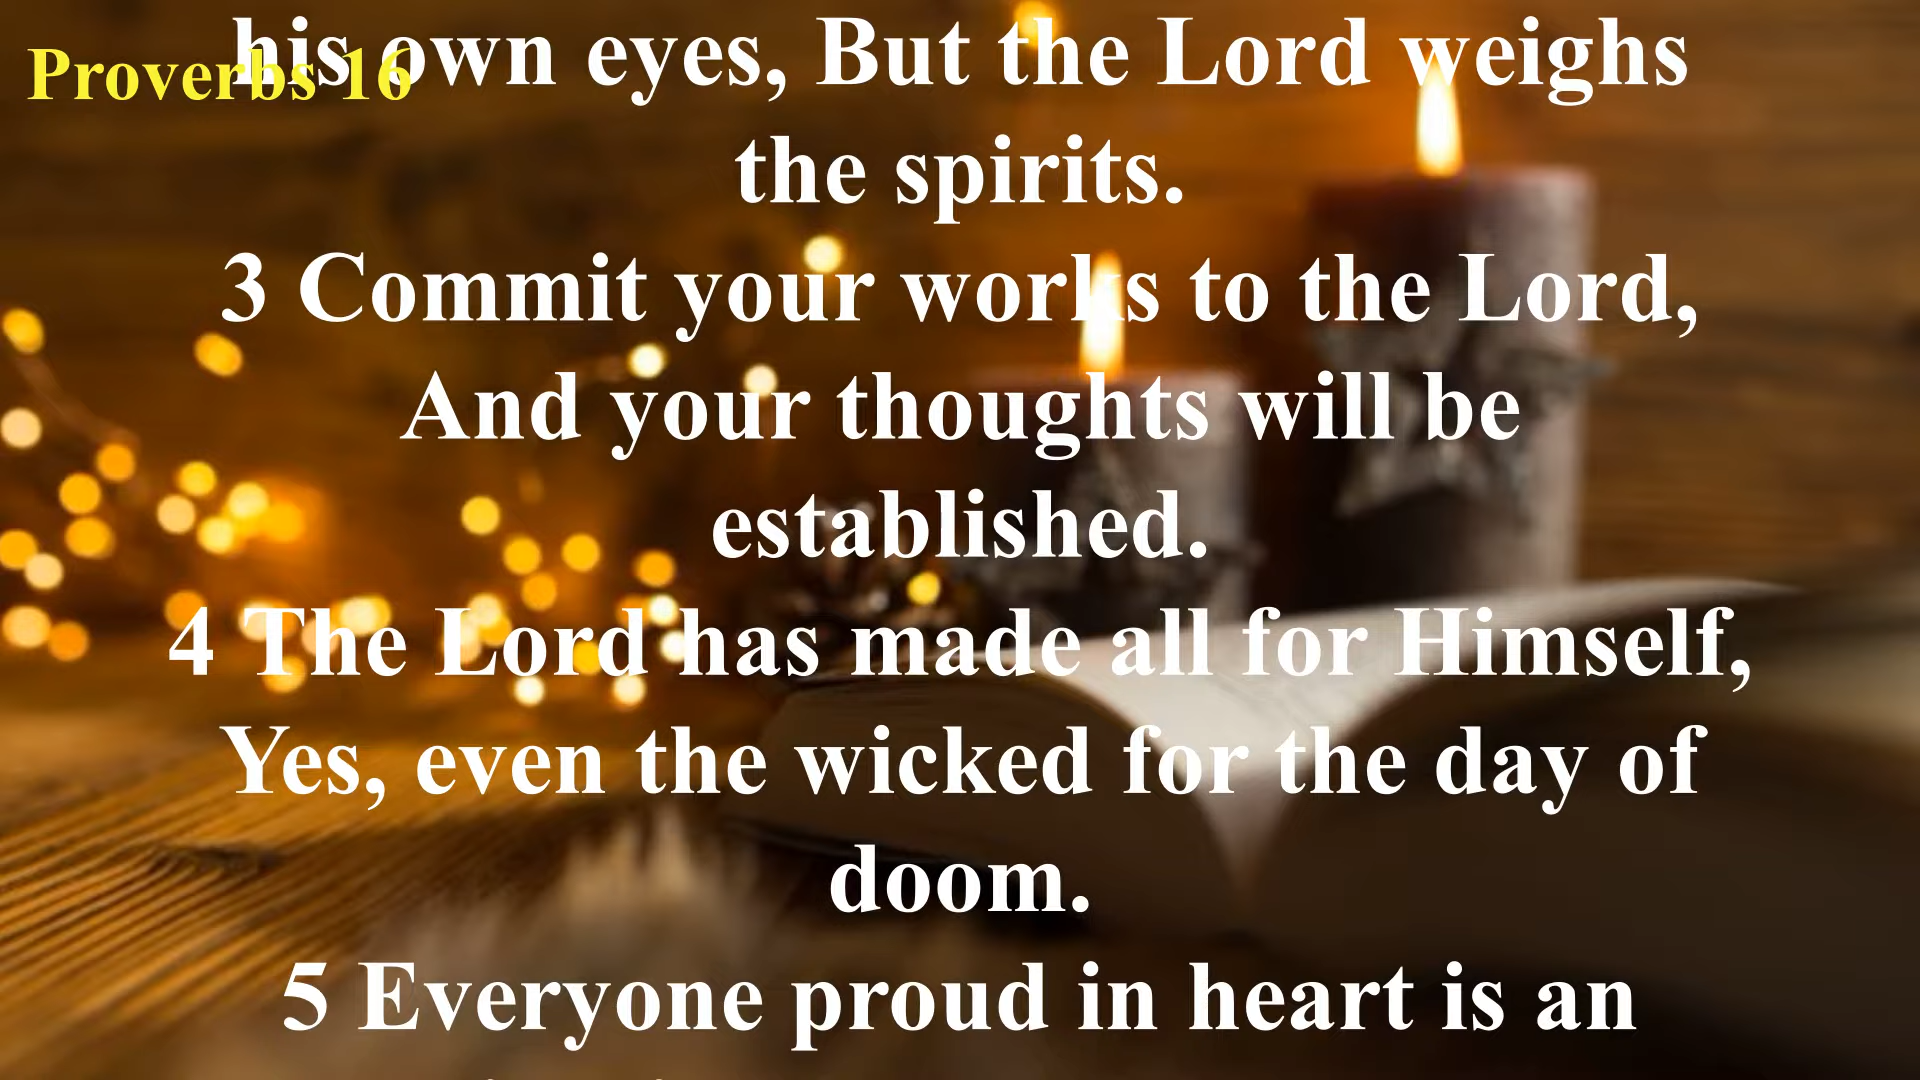 his own eyes, But the Lord weighs
Proverbs 16
the spirits.
3 Commit your works to the Lord,
And your thoughts will be
established.
4 The Lord has made all for Himself,
Yes, even the wicked for the day of
doom.
5 Everyone proud in heart is an